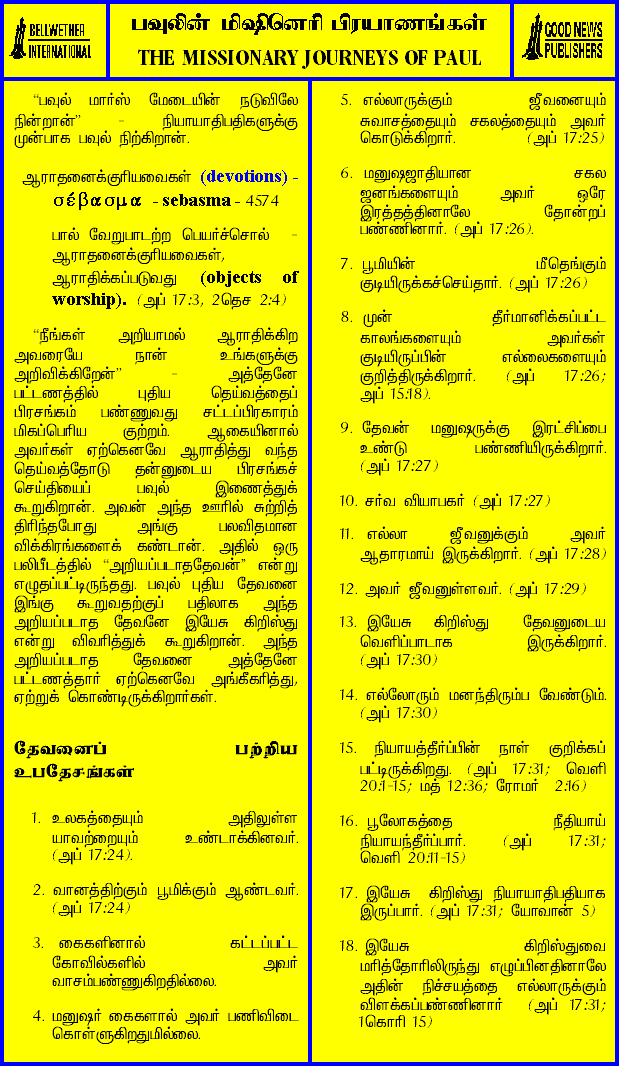 BELLWETHER
INTERNATIONAL
பவுலின் மிஷினெரி பிரயாணங்கள்
THE MISSIONARY JOURNEYS OF PAUL
GOOD NEWS
PUBLISHERS
“பவுல் மார்ஸ் மேடையின் நடுவிலே
நின்றான்” - நியாயாதிபதிகளுக்கு
முன்பாக பவுல் நிற்கிறான்.
ஆராதனைக்குரியவைகள் (devotions) -
σέβασμα - sebasma - 4574
பால் வேறுபாடற்ற பெயர்ச்சொல் -
ஆராதனைக்குரியவைகள்,
ஆராதிக்கப்படுவது (objects of
worship). (அப் 17:3, 2தெச 2:4)
“நீங்கள் அறியாமல் ஆராதிக்கிற
அவரையே நான் உங்களுக்கு
அறிவிக்கிறேன்” - அத்தேனே
பட்டணத்தில் புதிய தெய்வத்தைப்
பிரசங்கம் பண்ணுவது சட்டப்பிரகாரம்
மிகப்பெரிய குற்றம். ஆகையினால்
அவர்கள் ஏற்கெனவே ஆராதித்து வந்த
தெய்வத்தோடு தன்னுடைய பிரசங்கச்
செய்தியைப் பவுல் இணைத்துக்
கூறுகிறான். அவன் அந்த ஊரில் சுற்றித்
திரிந்தபோது அங்கு பலவிதமான
விக்கிரங்களைக் கண்டான். அதில் ஒரு
பலிபீடத்தில் “அறியப்படாததேவன்” என்று
எழுதப்பட்டிருந்தது. பவுல் புதிய தேவனை
இங்கு கூறுவதற்குப் பதிலாக அந்த
அறியப்படாத தேவனே இயேசு கிறிஸ்து
என்று விவரித்துக் கூறுகிறான். அந்த
அறியப்படாத தேவனை அத்தேனே
பட்டணத்தார் ஏற்கெனவே அங்கீகரித்து,
ஏற்றுக் கொண்டிருக்கிறார்கள்.
தேவனைப் பற்றிய
உபதேசங்கள்
1. உலகத்தையும் அதிலுள்ள
யாவற்றையும் உண்டாக்கினவர்.
(அப் 17:24).
2. வானத்திற்கும் பூமிக்கும் ஆண்டவர்.
(அப் 17:24)
3. கைகளினால் கட்டப்பட்ட
கோவில்களில் அவர்
வாசம்பண்ணுகிறதில்லை.
4. மனுஷர் கைகளால் அவர் பணிவிடை
கொள்ளுகிறதுமில்லை.
5. எல்லாருக்கும் ஜீவனையும்
சுவாசத்தையும் சகலத்தையும் அவர்
கொடுக்கிறார். (அப் 17:25)
6. மனுஷஜாதியான சகல
ஜனங்களையும் அவர் ஒரே
இரத்தத்தினாலே தோன்றப்
பண்ணினார். (அப் 17:26).
7. பூமியின் மீதெங்கும்
குடியிருக்கச்செய்தார். (அப் 17:26)
8. முன் தீர்மானிக்கப்பட்ட
காலங்களையும் அவர்கள்
குடியிருப்பின் எல்லைகளையும்
குறித்திருக்கிறார். (அப் 17:26;
அப் 15:18).
9. தேவன் மனுஷருக்கு இரட்சிப்பை
உண்டு பண்ணியிருக்கிறார்.
(அப் 17:27)
10. சர்வ வியாபகர் (அப் 17:27)
11. எல்லா ஜீவனுக்கும் அவர்
ஆதாரமாய் இருக்கிறார். (அப் 17:28)
12. அவர் ஜீவனுள்ளவர். (அப் 17:29)
13. இயேசு கிறிஸ்து தேவனுடைய
வெளிப்பாடாக இருக்கிறார்.
(அப் 17:30)
14. எல்லோரும் மனந்திரும்ப வேண்டும்.
(அப் 17:30)
15. நியாயத்தீர்ப்பின் நாள் குறிக்கப்
பட்டிருக்கிறது. (அப் 17:31; வெளி
20:1-15; மத் 12:36; ரோமர் 2:16)
16. பூலோகத்தை நீதியாய்
நியாயந்தீர்ப்பார். (அப் 17:31;
வெளி 20:11-15)
17. இயேசு கிறிஸ்து நியாயாதிபதியாக
இருப்பார். (அப் 17:31; யோவான் 5)
18. இயேசு கிறிஸ்துவை
மரித்தோரிலிருந்து எழுப்பினதினாலே
அதின் நிச்சயத்தை எல்லாருக்கும்
விளக்கப்பண்ணினார் (அப் 17:31;
1கொரி 15)